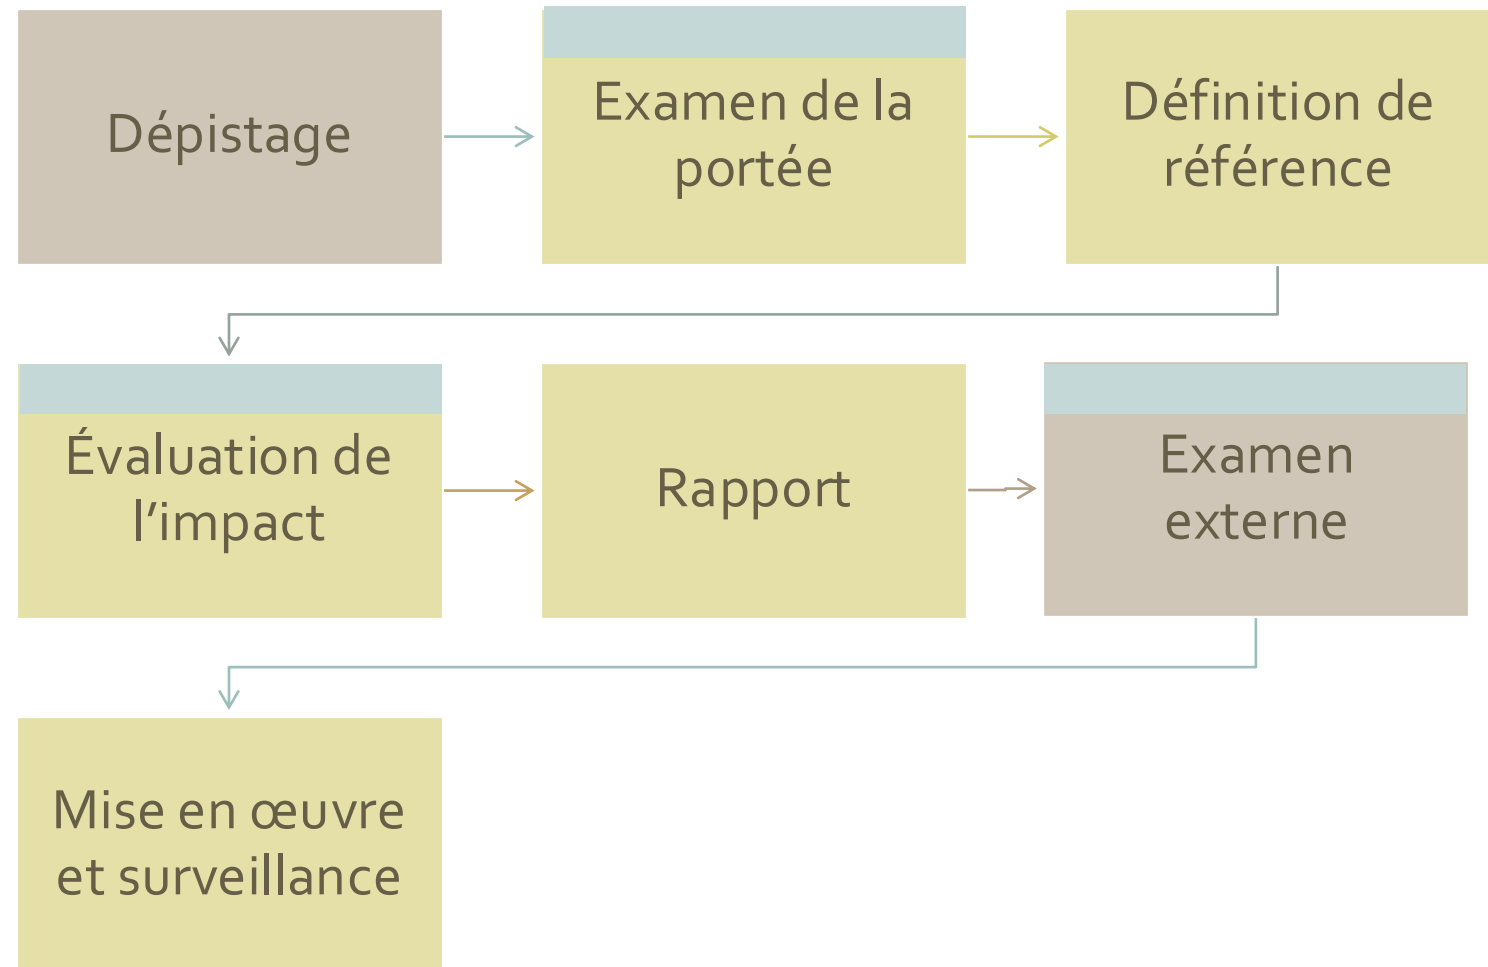 Dépistage
Examen de la
portée
Définition de
référence
Évaluation de
l’impact
Rapport
Examen
externe
Mise en œuvre
et surveillance